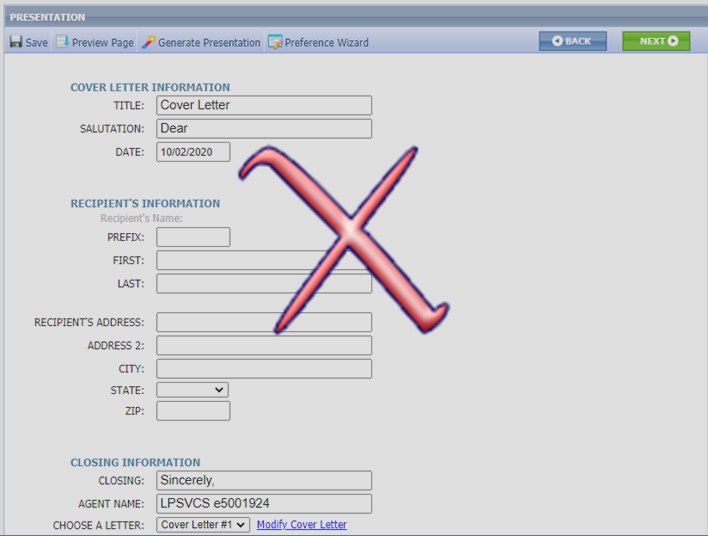 PRESENTATION
Save Preview Page Generate Presentation Preference Wizard BACK NEXT
COVER LETTER INFORMATION
TITLE: Cover Letter
SALUTATION: Dear
DATE: 10/02/2020
RECIPIENT'S INFORMATION
Recipient's Name:
PREFIX:
FIRST:
LAST:
RECIPIENT'S ADDRESS:
ADDRESS 2:
CITY:
STATE:
ZIP:
CLOSING INFORMATION
CLOSING: Sincerely,
AGENT NAME: LPSVCS e5001924
CHOOSE A LETTER: Cover Letter #1 Modify Cover Letter